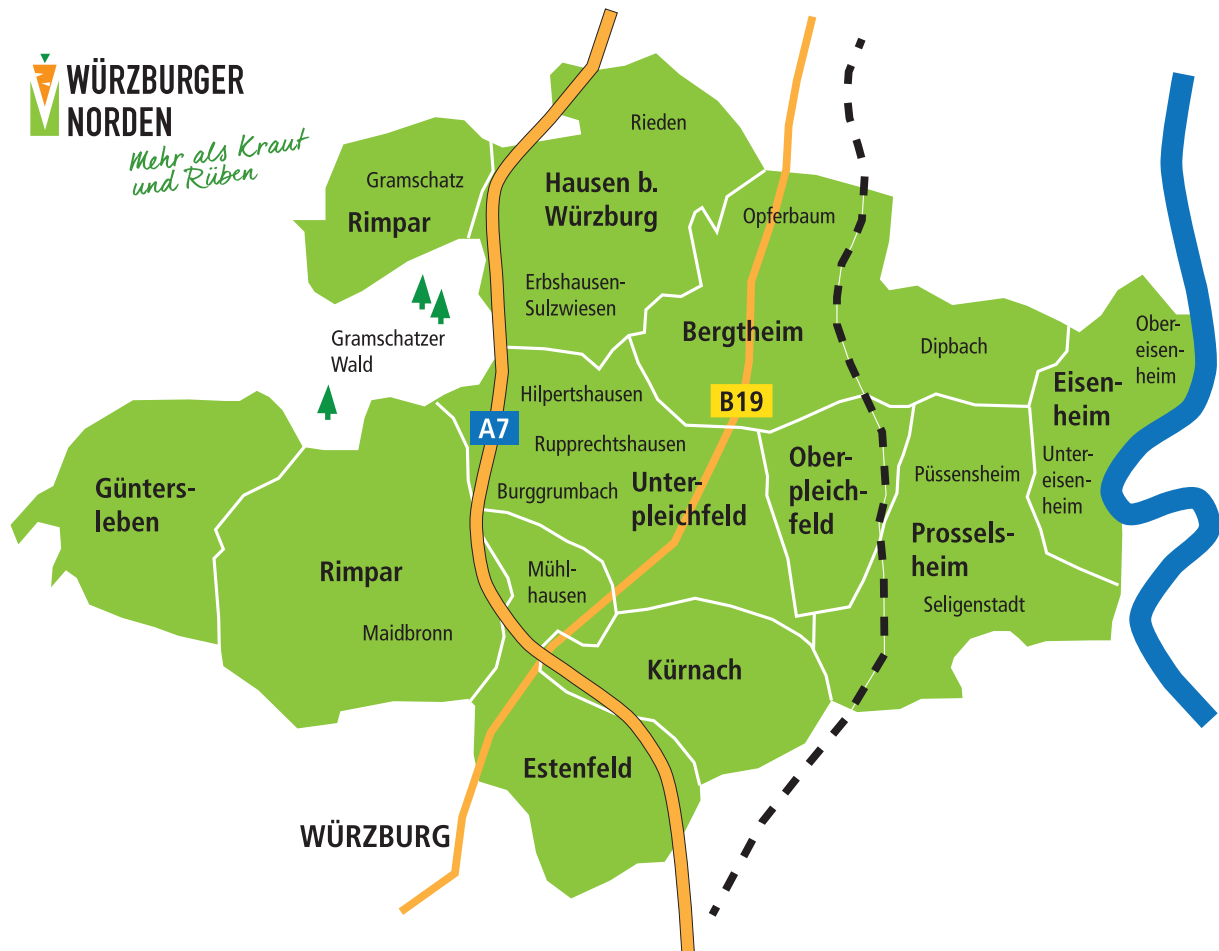 WÜRZBURGER
NORDEN
Mehr als Kraut
und Rüben
Rieden
Gramschatz
Rimpar
Hausen b.
Würzburg
Opferbaum
Erbshausen-
Sulzwiesen
Gramschatzer
Wald
Bergtheim
Dipbach
Ober-
eisen-
heim
Eisen-
heim
Hilpertshausen
B19
A7
Rupprechtshausen
Burggrumbach
Unter-
pleichfeld
Ober-
pleich-
feld
Püssensheim
Unter-
eisen-
heim
Günters-
leben
Prossels-
heim
Rimpar
Mühl-
hausen
Seligenstadt
Maidbronn
Kürnach
Estenfeld
WÜRZBURG